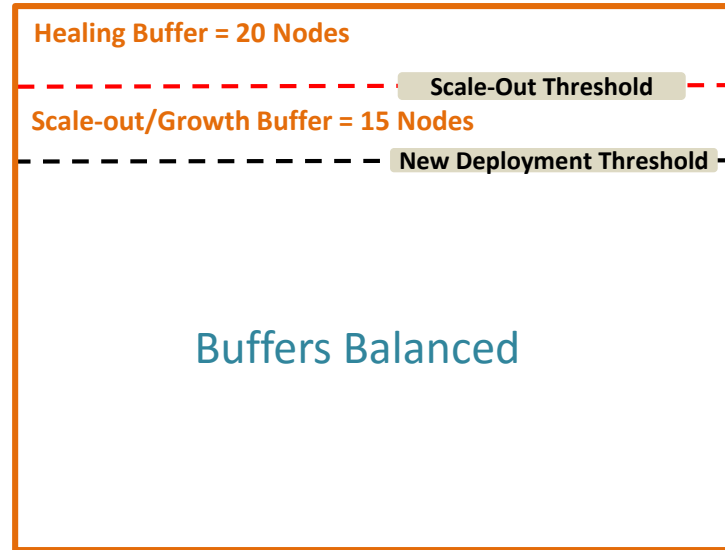 Healing Buffer = 20 Nodes
Scale-Out Threshold
Scale-out/Growth Buffer = 15 Nodes
New Deployment Threshold
Buffers Balanced